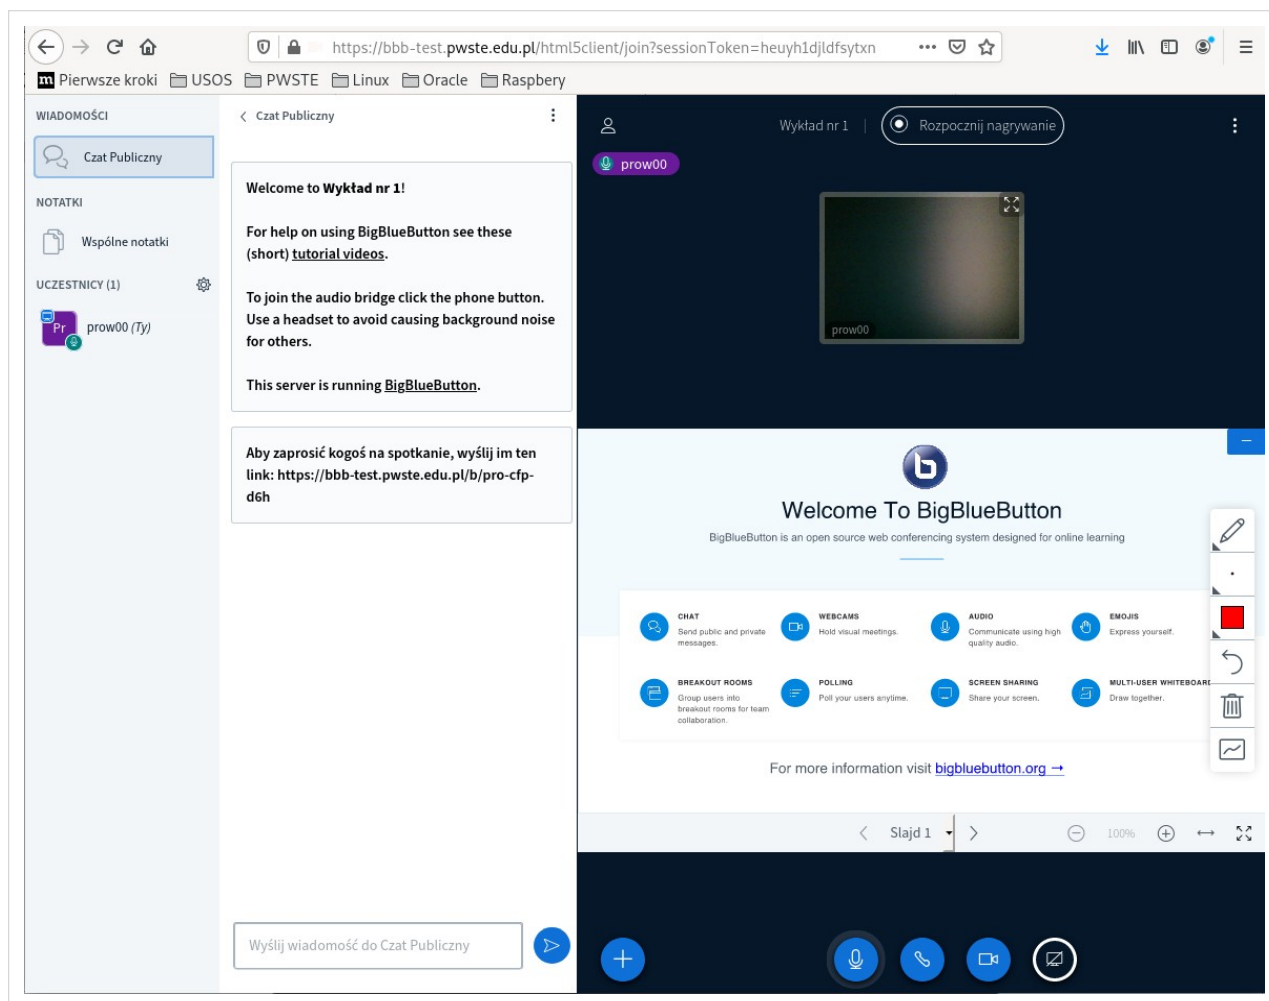 https://bbb-test.pwste.edu.pl/html5client/join?sessionToken=heuyh1djldfsytxn
m Pierwsze kroki USOS PWSTE Linux Oracle Raspbery
WIADOMOŚCI
Czat Publiczny
NOTATKI
Wspólne notatki
UCZESTNICY (1)
Pr prow00 (Ty)
Czat Publiczny
Welcome to Wykład nr 1!
For help on using BigBlueButton see these
(short) tutorial videos.
To join the audio bridge click the phone button.
Use a headset to avoid causing background noise
for others.
This server is running BigBlueButton.
Aby zaprosić kogoś na spotkanie, wyślij im ten
link: https://bbb-test.pwste.edu.pl/b/pro-cfp-
d6h
Wyślij wiadomość do Czat Publiczny
Wykład nr 1 | Rozpocznij nagrywanie
prow00
prow00
b
Welcome To BigBlueButton
BigBlueButton is an open source web conferencing system designed for online learning
CHAT
Send public and private
messages.
WEBCAMS
Hold visual meetings.
AUDIO
Communicate using high
quality audio.
EMOJIS
Express yourself.
BREAKOUT ROOMS
Group users into
breakout rooms for team
collaboration.
POLLING
Poll your users anytime.
SCREEN SHARING
Share your screen.
MULTI-USER WHITEBOARD
Draw together.
For more information visit bigbluebutton.org →
Slajd 1
100%